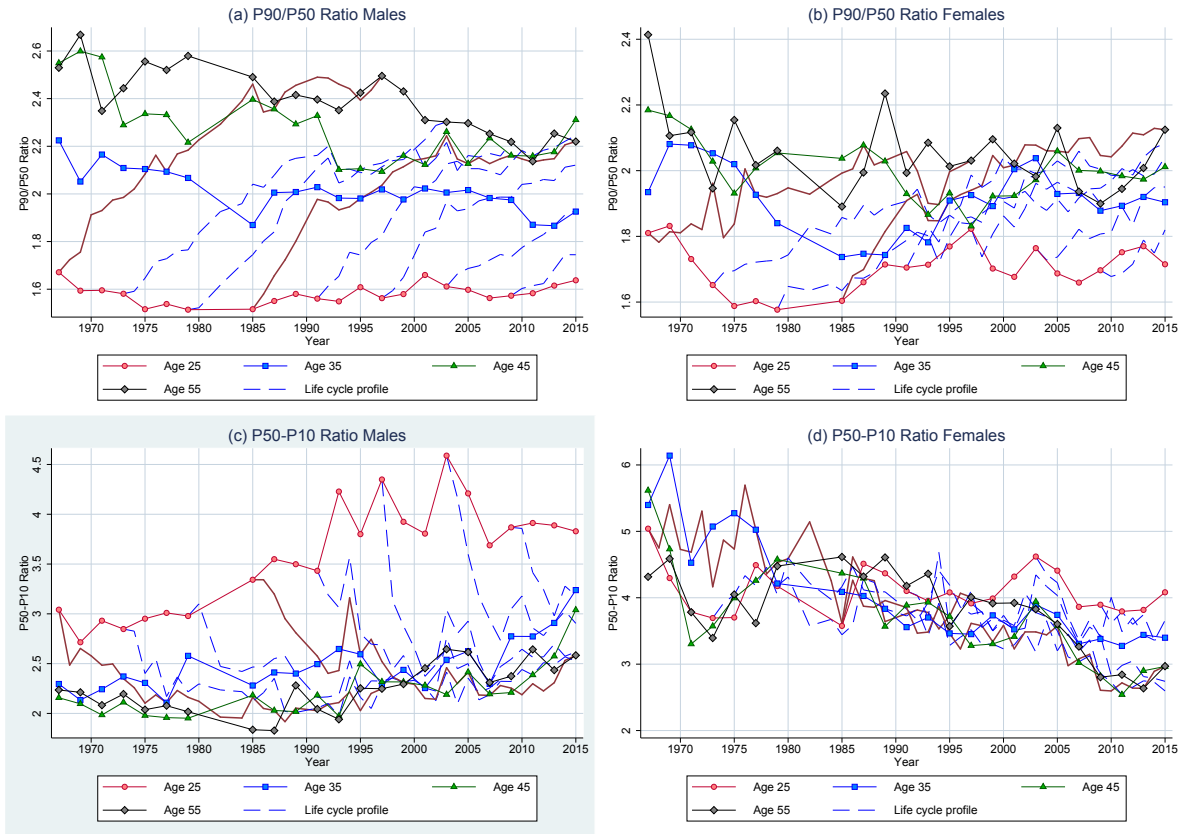 (a) P90/P50 Ratio Males
P90/P50 Ratio
2.6
2.4
2.2
2
1.8
1.6
1970 1975 1980 1985 1990 1995 2000 2005 2010 2015
Year
Age 25 Age 35 Age 45
Age 55 Life cycle profile
(b) P90/P50 Ratio Females
P90/P50 Ratio
2.4
2.2
2
1.8
1.6
1970 1975 1980 1985 1990 1995 2000 2005 2010 2015
Year
Age 25 Age 35 Age 45
Age 55 Life cycle profile
(c) P50-P10 Ratio Males
P50-P10 Ratio
4.5
4
3.5
3
2.5
2
1970 1975 1980 1985 1990 1995 2000 2005 2010 2015
Year
Age 25 Age 35 Age 45
Age 55 Life cycle profile
(d) P50-P10 Ratio Females
P50-P10 Ratio
6
5
4
3
2
1970 1975 1980 1985 1990 1995 2000 2005 2010 2015
Year
Age 25 Age 35 Age 45
Age 55 Life cycle profile